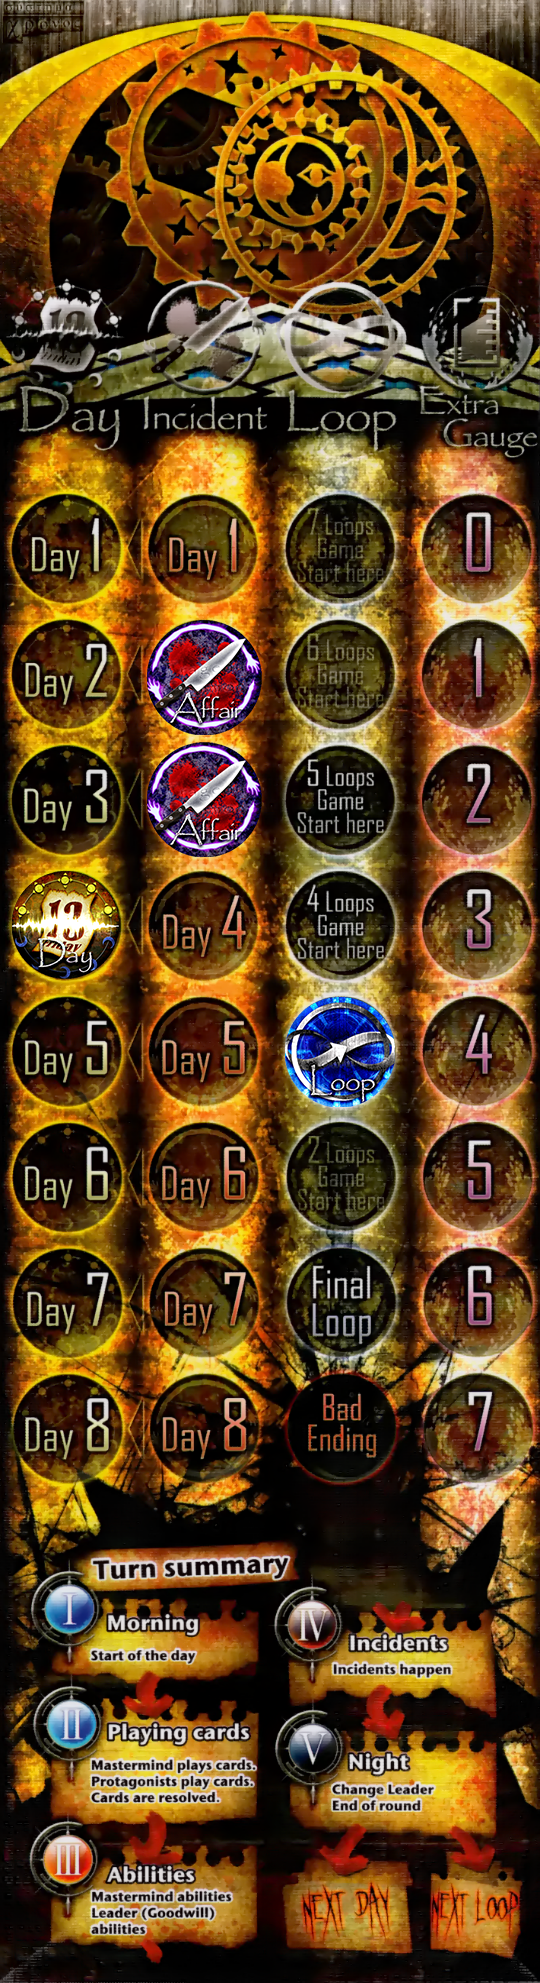 Day
Incident
Loop
Extra
Gauge
Day 1
Day 1
7 Loops
Game
Start here
0
Day 2
Affair
6 Loops
Game
Start here
1
Day 3
Affair
5 Loops
Game
Start here
2
13
Day
Day 4
4 Loops
Game
Start here
3
Day 5
Day 5
Loop
4
Day 6
Day 6
2 Loops
Game
Start here
5
Day 7
Day 7
Final
Loop
6
Day 8
Day 8
Bad
Ending
7
Turn summary
I
Morning
Start of the day
II
Playing cards
Mastermind plays cards.
Protagonists play cards.
Cards are resolved.
III
Abilities
Mastermind abilities
Leader (Goodwill)
abilities
IV
Incidents
Incidents happen
V
Night
Change Leader
End of round
NEXT DAY
NEXT LOOP